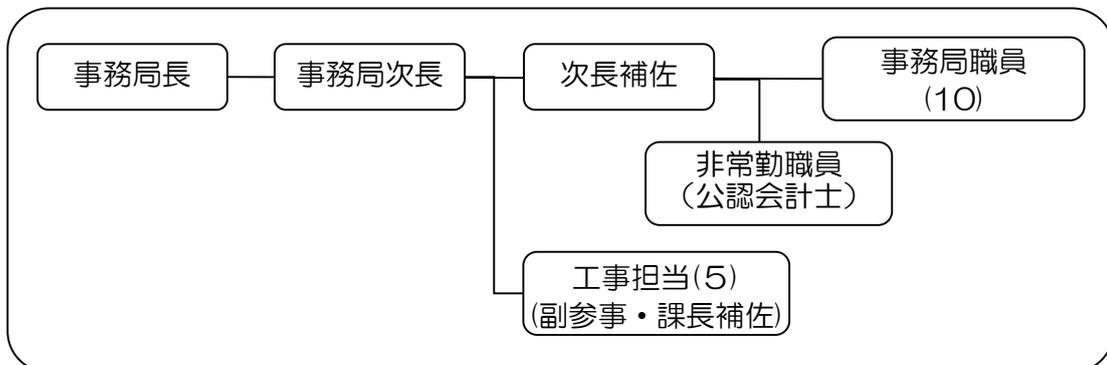 事務局長
事務局次長
次長補佐
事務局職員
(10)
非常勤職員
（公認会計士）
工事担当(5)
(副参事・課長補佐)